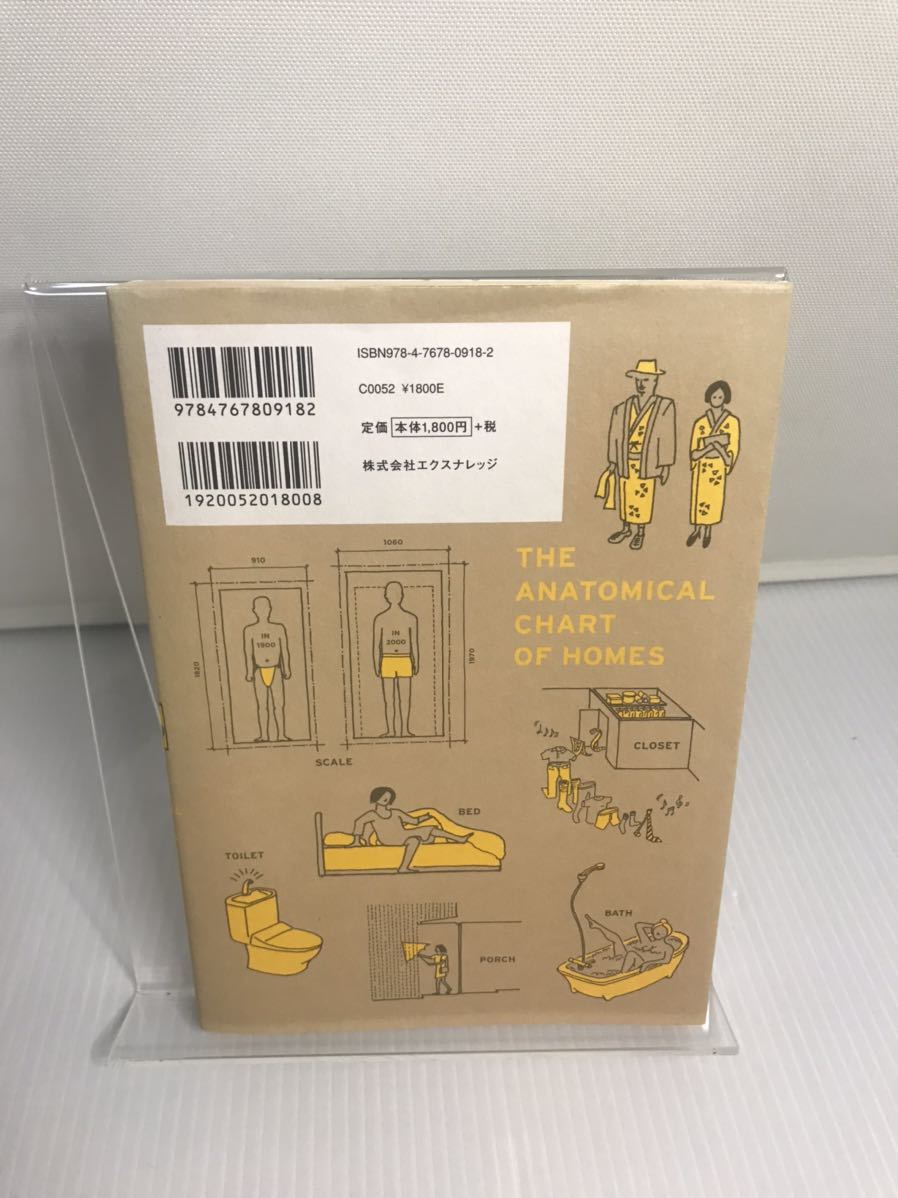 ISBN978-4-7678-0918-2
9784767809182
C0052 ¥1800E
定価 本体1,800円 +税
1920052018008
株式会社エクスナレッジ
THE
ANATOMICAL
CHART
OF HOMES
910
1820
IN
1900
1060
1970
IN
2000
SCALE
CLOSET
BED
TOILET
PORCH
BATH